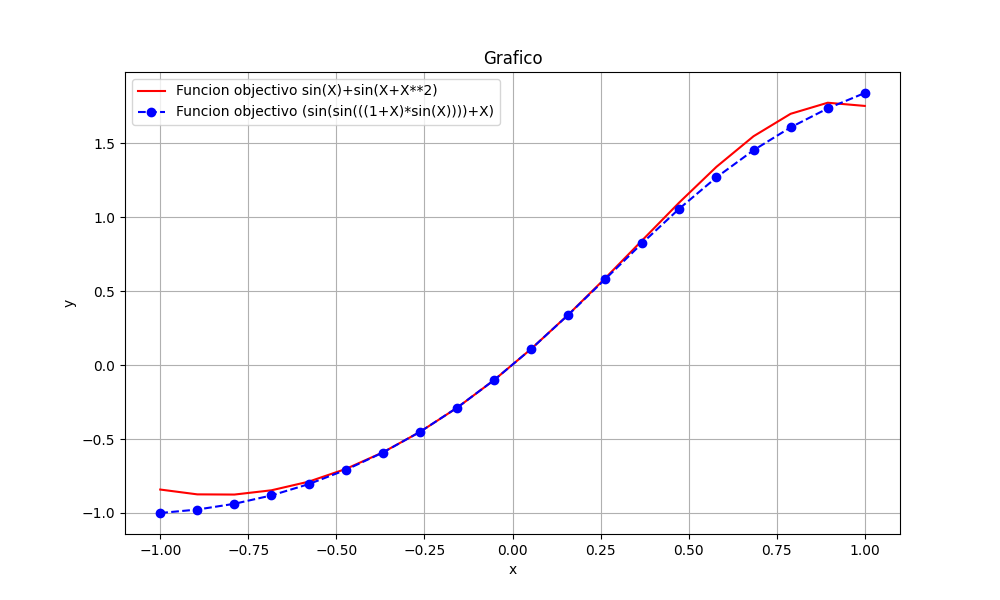 Grafico
Funcion objectivo sin(X)+sin(X+X**2)
Funcion objectivo (sin(sin(((1+X)*sin(X))))+X)
1.5
1.0
0.5
0.0
−0.5
−1.0
y
−1.00 −0.75 −0.50 −0.25 0.00 0.25 0.50 0.75 1.00
x